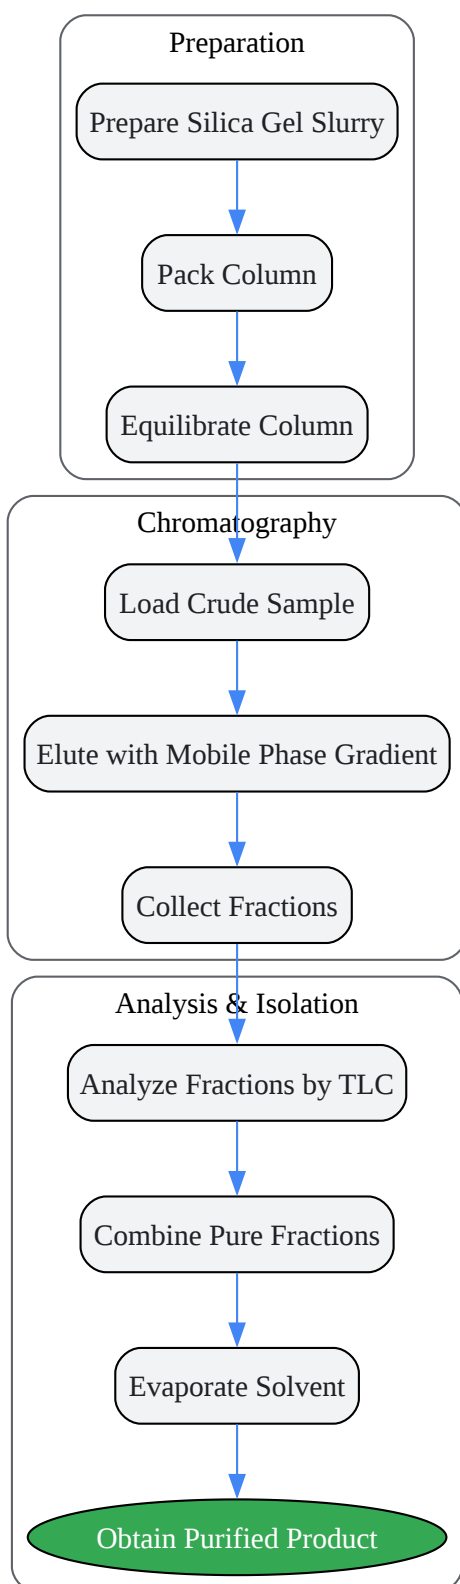 Preparation
Prepare Silica Gel Slurry
Pack Column
Equilibrate Column
Chromatography
Load Crude Sample
Elute with Mobile Phase Gradient
Collect Fractions
Analysis & Isolation
Analyze Fractions by TLC
Combine Pure Fractions
Evaporate Solvent
Obtain Purified Product